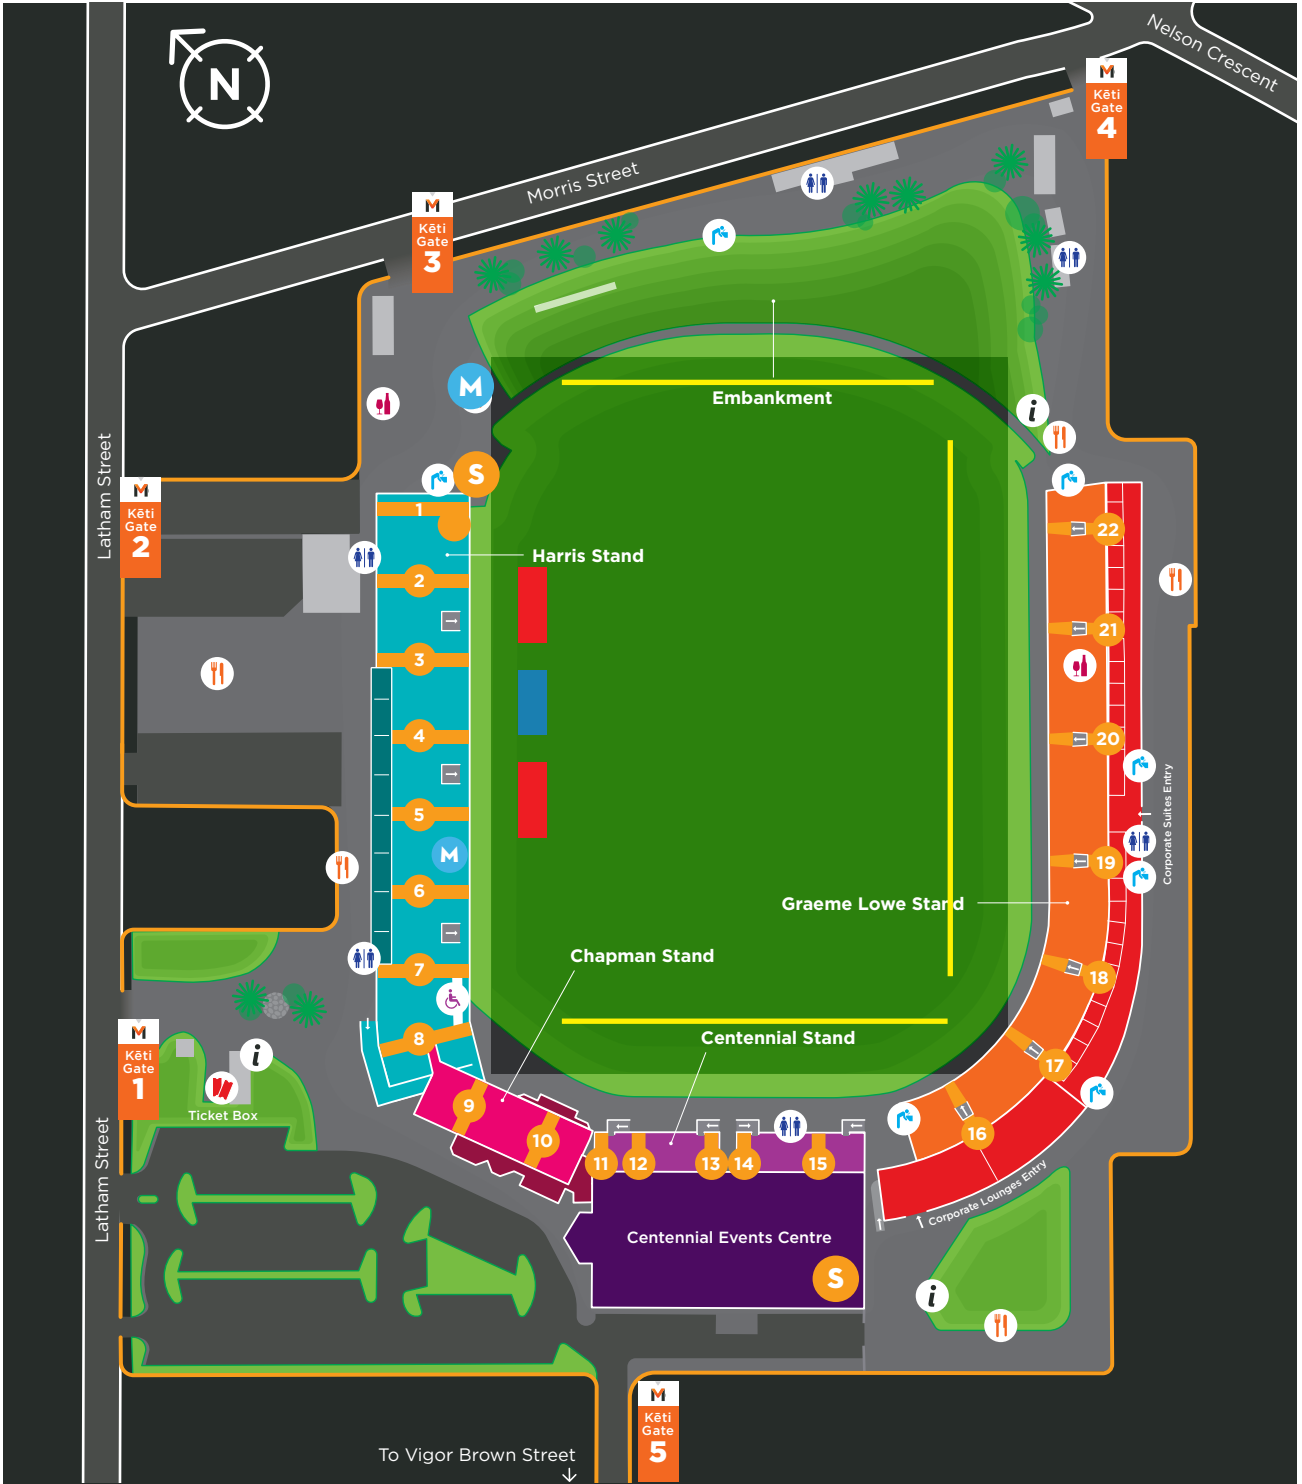 N
Nelson Crescent
M
Kēti
Gate
4
Morris Street
M
Kēti
Gate
3
M
Embankment
i
Latham Street
M
Kēti
Gate
2
S
1
Harris Stand
2
3
4
5
M
6
7
8
22
21
20
19
18
17
16
Corporate Suites Entry
Graeme Lowe Stand
Chapman Stand
Centennial Stand
M
Kēti
Gate
1
i
Ticket Box
9
10
11
12
13
14
15
Latham Street
Corporate Lounges Entry
Centennial Events Centre
S
i
M
Kēti
Gate
5
To Vigor Brown Street